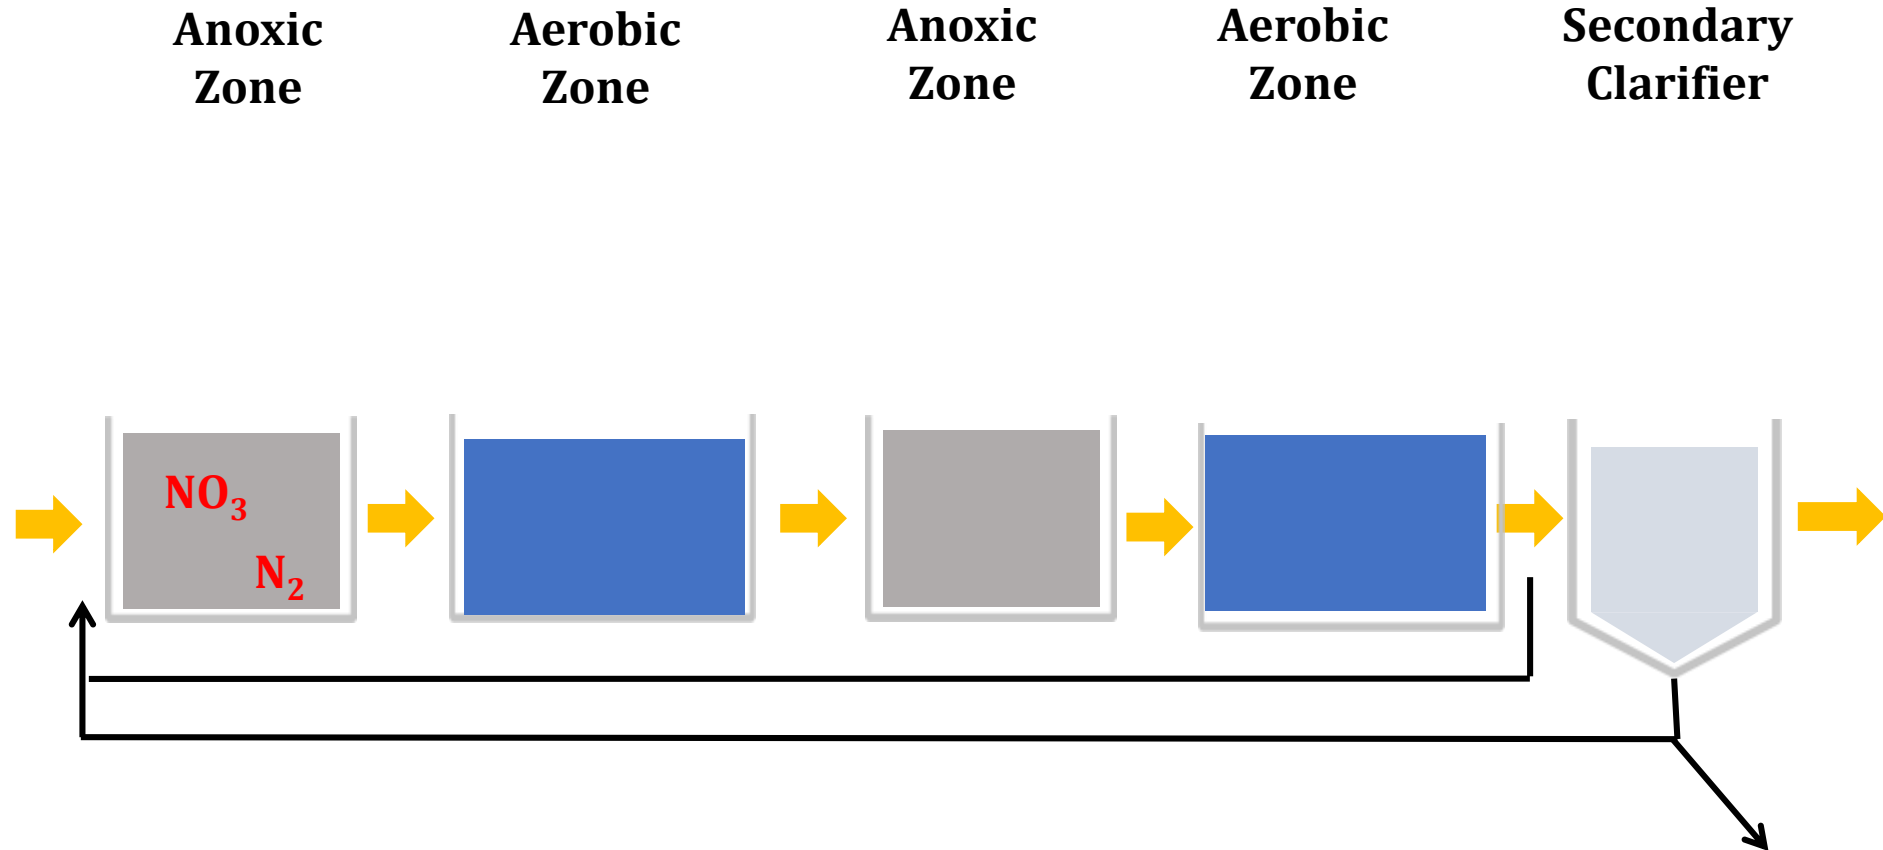 Anoxic
Zone
Aerobic
Zone
Anoxic
Zone
Aerobic
Zone
Secondary
Clarifier
NO₃
N₂